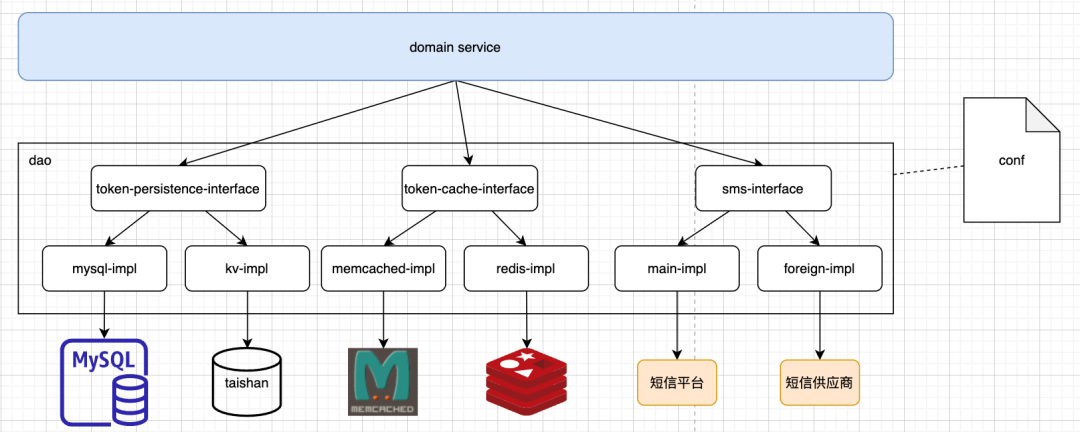 domain service
conf
dao
token-persistence-interface
token-cache-interface
sms-interface
mysql-impl
kv-impl
memcached-impl
redis-impl
main-impl
foreign-impl
MySQL
taishan
MEMCACHED
短信平台
短信供应商